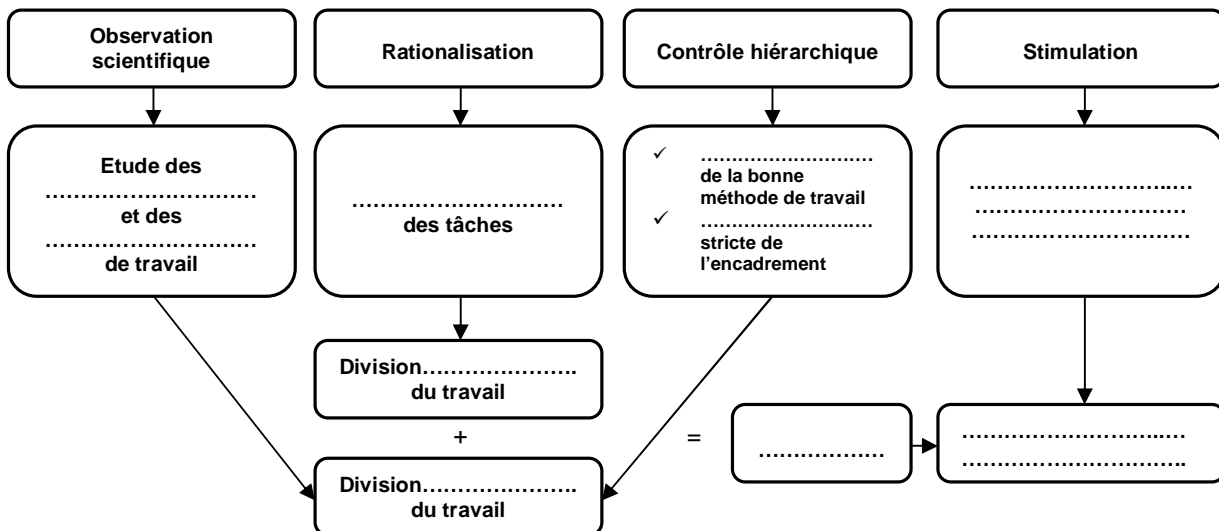 Observation
scientifique
Rationalisation
Contrôle hiérarchique
Stimulation
Etude des
…………………………
et des
…………………………
de travail
…………………………
des tâches
✓ …………………….…
de la bonne
méthode de travail
✓ …………………….…
stricte de
l’encadrement
………………………..…
…………………………
………………………….
Division………………….
du travail
+
Division………………….
du travail
=
………………
………………………..…
………………………….